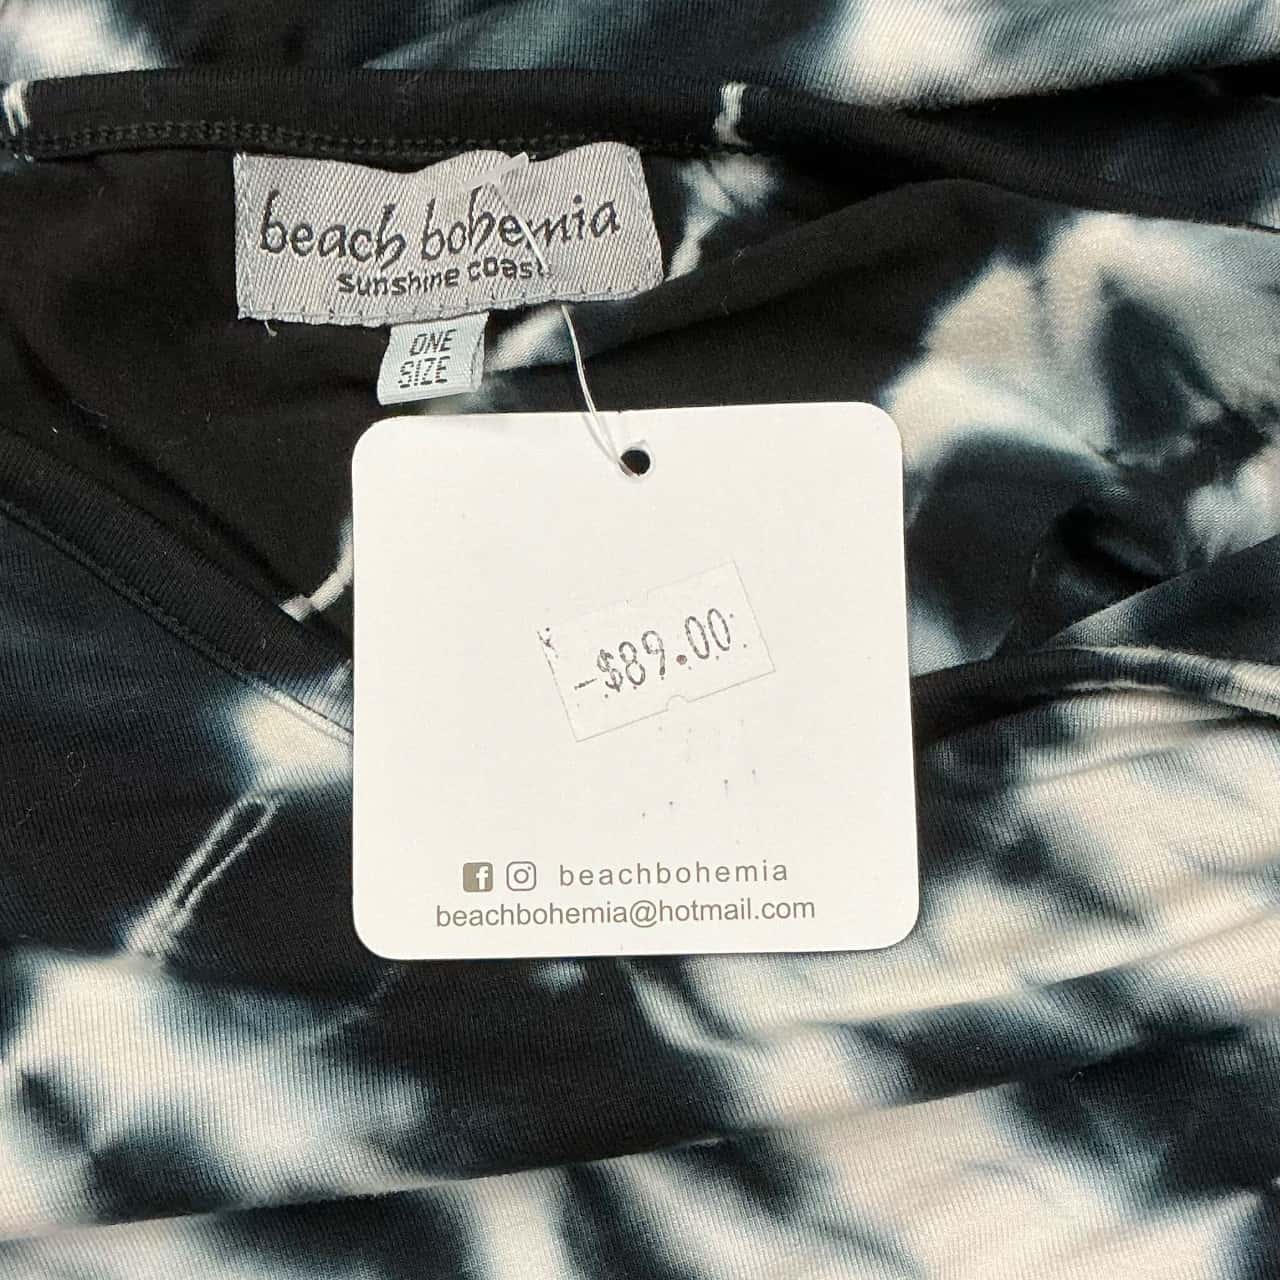 beach bohemia
sunshine coast
ONE
SIZE
-$89.00
beachbohemia
beachbohemia@hotmail.com